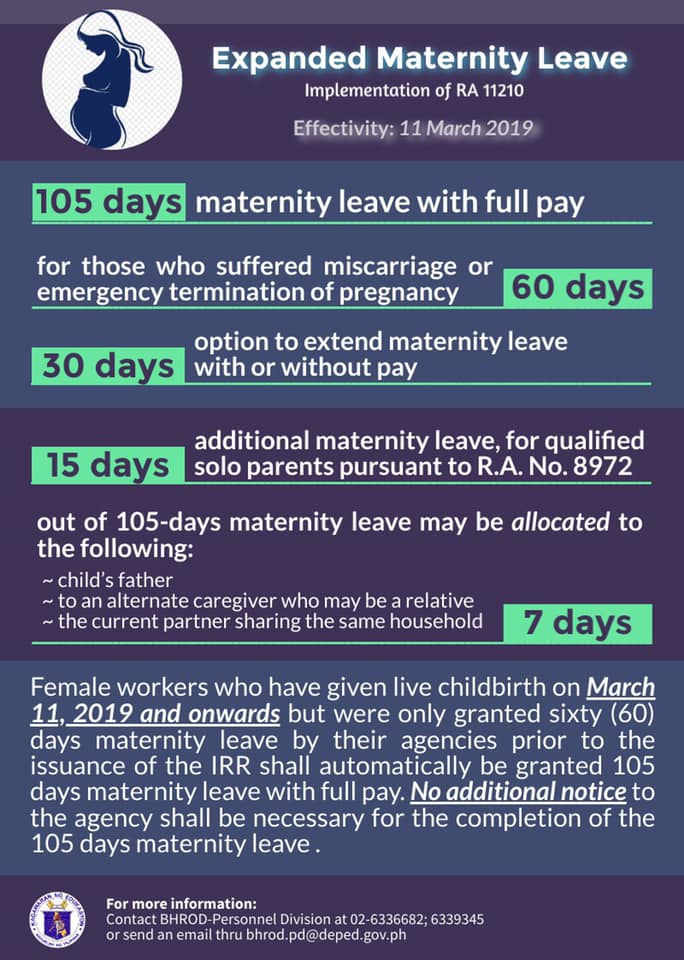 Expanded Maternity Leave
Implementation of RA 11210
Effectivity: 11 March 2019
105 days maternity leave with full pay
for those who suffered miscarriage or
emergency termination of pregnancy
60 days
30 days
option to extend maternity leave
with or without pay
15 days
additional maternity leave, for qualified
solo parents pursuant to R.A. No. 8972
out of 105-days maternity leave may be allocated to
the following:
~ child's father
~ to an alternate caregiver who may be a relative
~ the current partner sharing the same household
7 days
Female workers who have given live childbirth on March
11, 2019 and onwards but were only granted sixty (60)
days maternity leave by their agencies prior to the
issuance of the IRR shall automatically be granted 105
days maternity leave with full pay. No additional notice to
the agency shall be necessary for the completion of the
105 days maternity leave .
For more information:
Contact BHROD-Personnel Division at 02-6336682; 6339345
or send an email thru bhrod.pd@deped.gov.ph